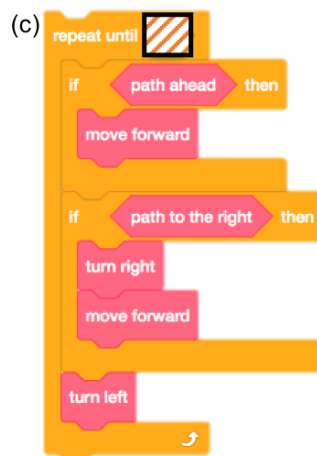 (c) repeat until
if path ahead then
move forward
if path to the right then
turn right
move forward
turn left